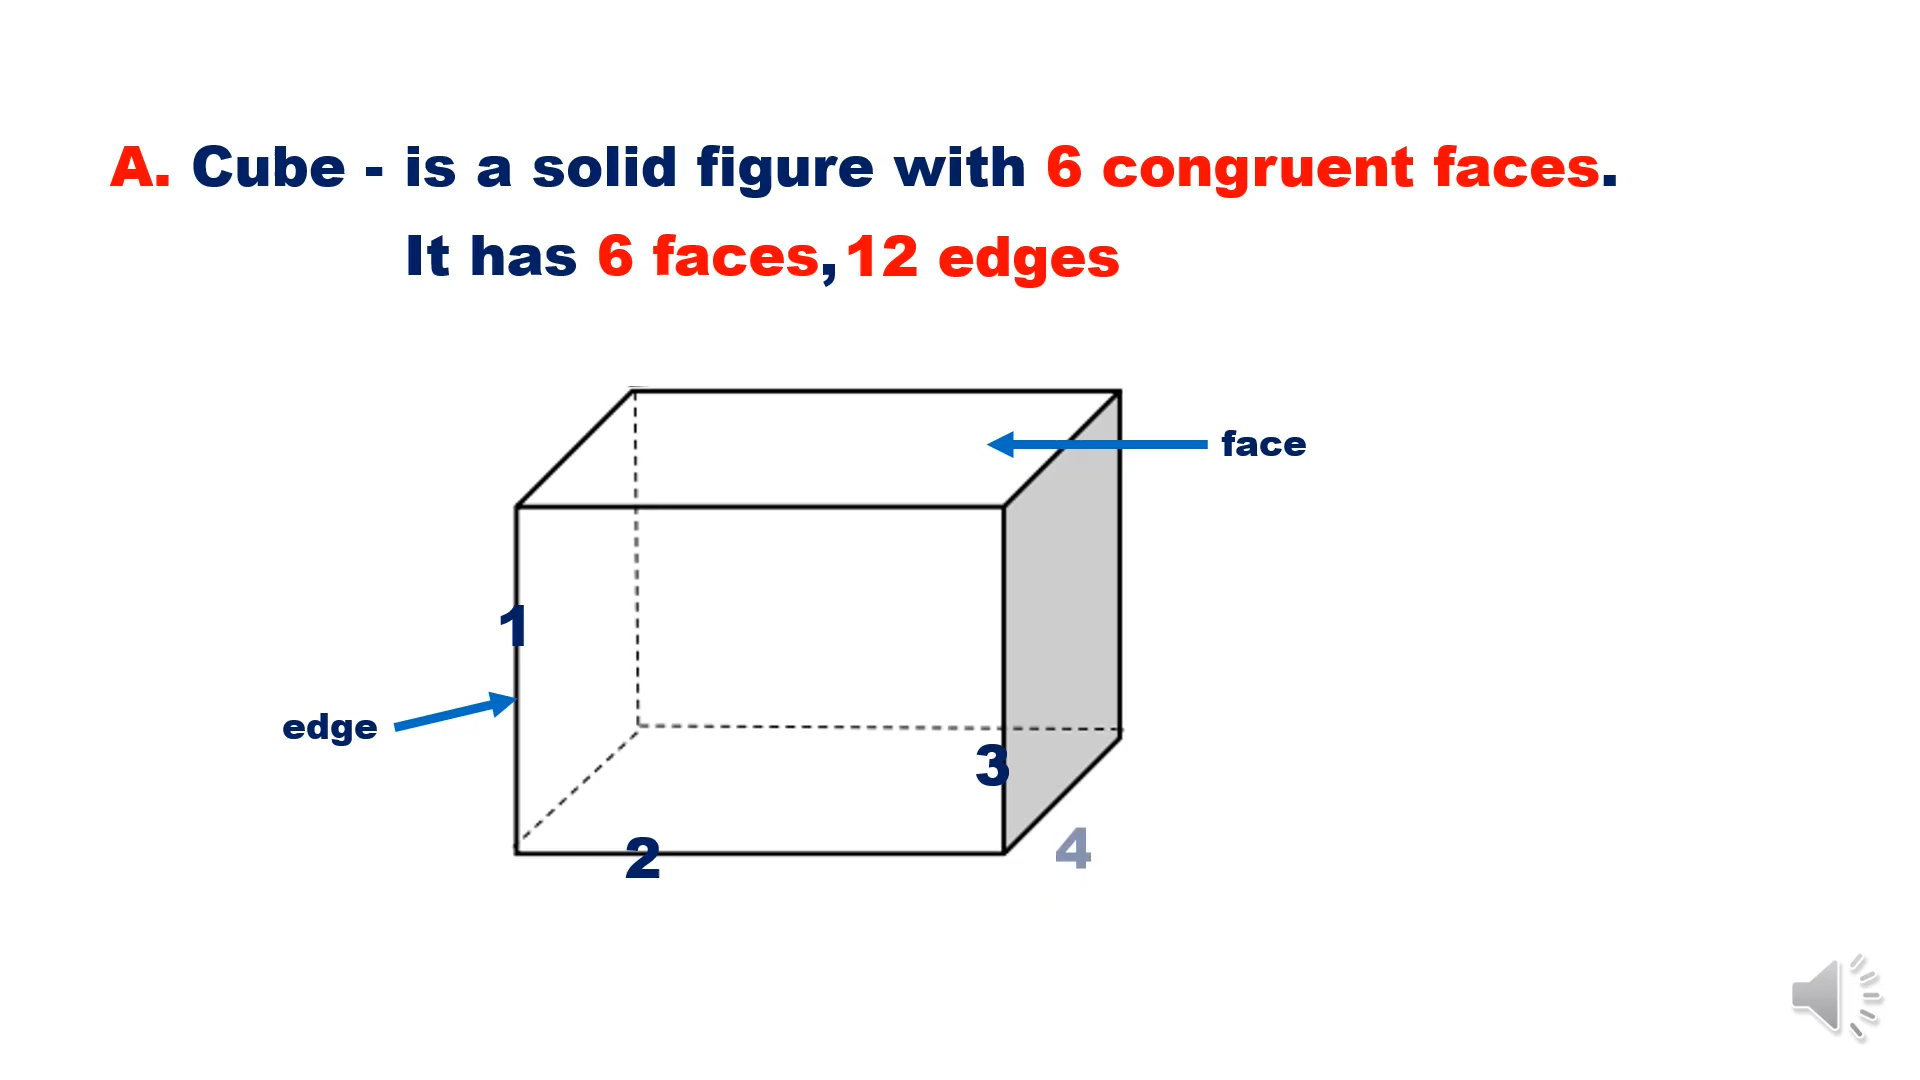 A. Cube - is a solid figure with 6 congruent faces.
It has 6 faces, 12 edges
face
1
edge
3
4
2